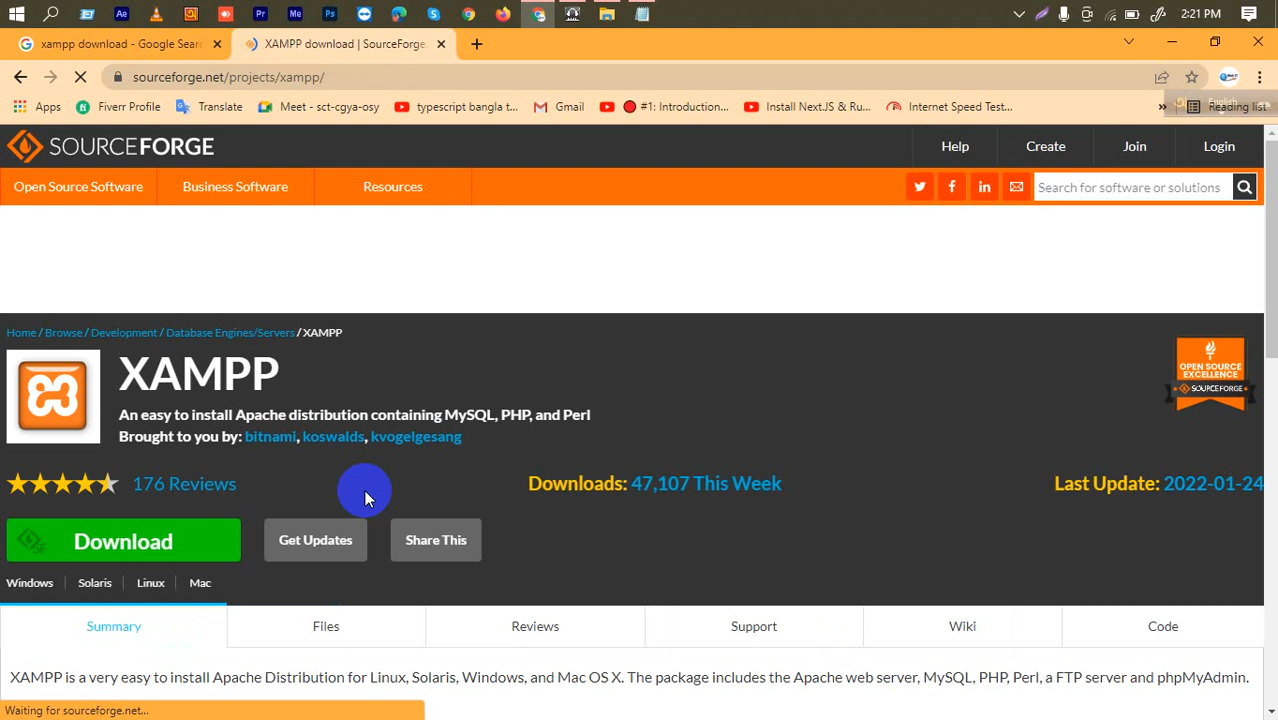 2:21 PM
xampp download - Google Sear
XAMPP download | SourceForge.
sourceforge.net/projects/xampp/
Apps Fiverr Profile Translate Meet - sct-cgya-osy typescript bangla t... Gmail #1: Introduction... Install NextJS & Ru... Internet Speed Test... » Reading list
English
SOURCEFORGE Help Create Join Login
Open Source Software Business Software Resources Search for software or solutions
Home / Browse / Development / Database Engines/Servers / XAMPP
XAMPP
An easy to install Apache distribution containing MySQL, PHP, and Perl
Brought to you by: bitnami, koswalds, kvogelgesang
OPEN SOURCE
EXCELLENCE
SOURCEFORGE
176 Reviews Downloads: 47,107 This Week Last Update: 2022-01-24
Download Get Updates Share This
Windows Solaris Linux Mac
Summary Files Reviews Support Wiki Code
XAMPP is a very easy to install Apache Distribution for Linux, Solaris, Windows, and Mac OS X. The package includes the Apache web server, MySQL, PHP, Perl, a FTP server and phpMyAdmin.
Waiting for sourceforge.net...